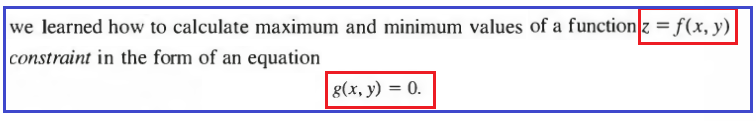 we learned how to calculate maximum and minimum values of a function z = f(x, y)
constraint in the form of an equation
g(x, y) = 0.